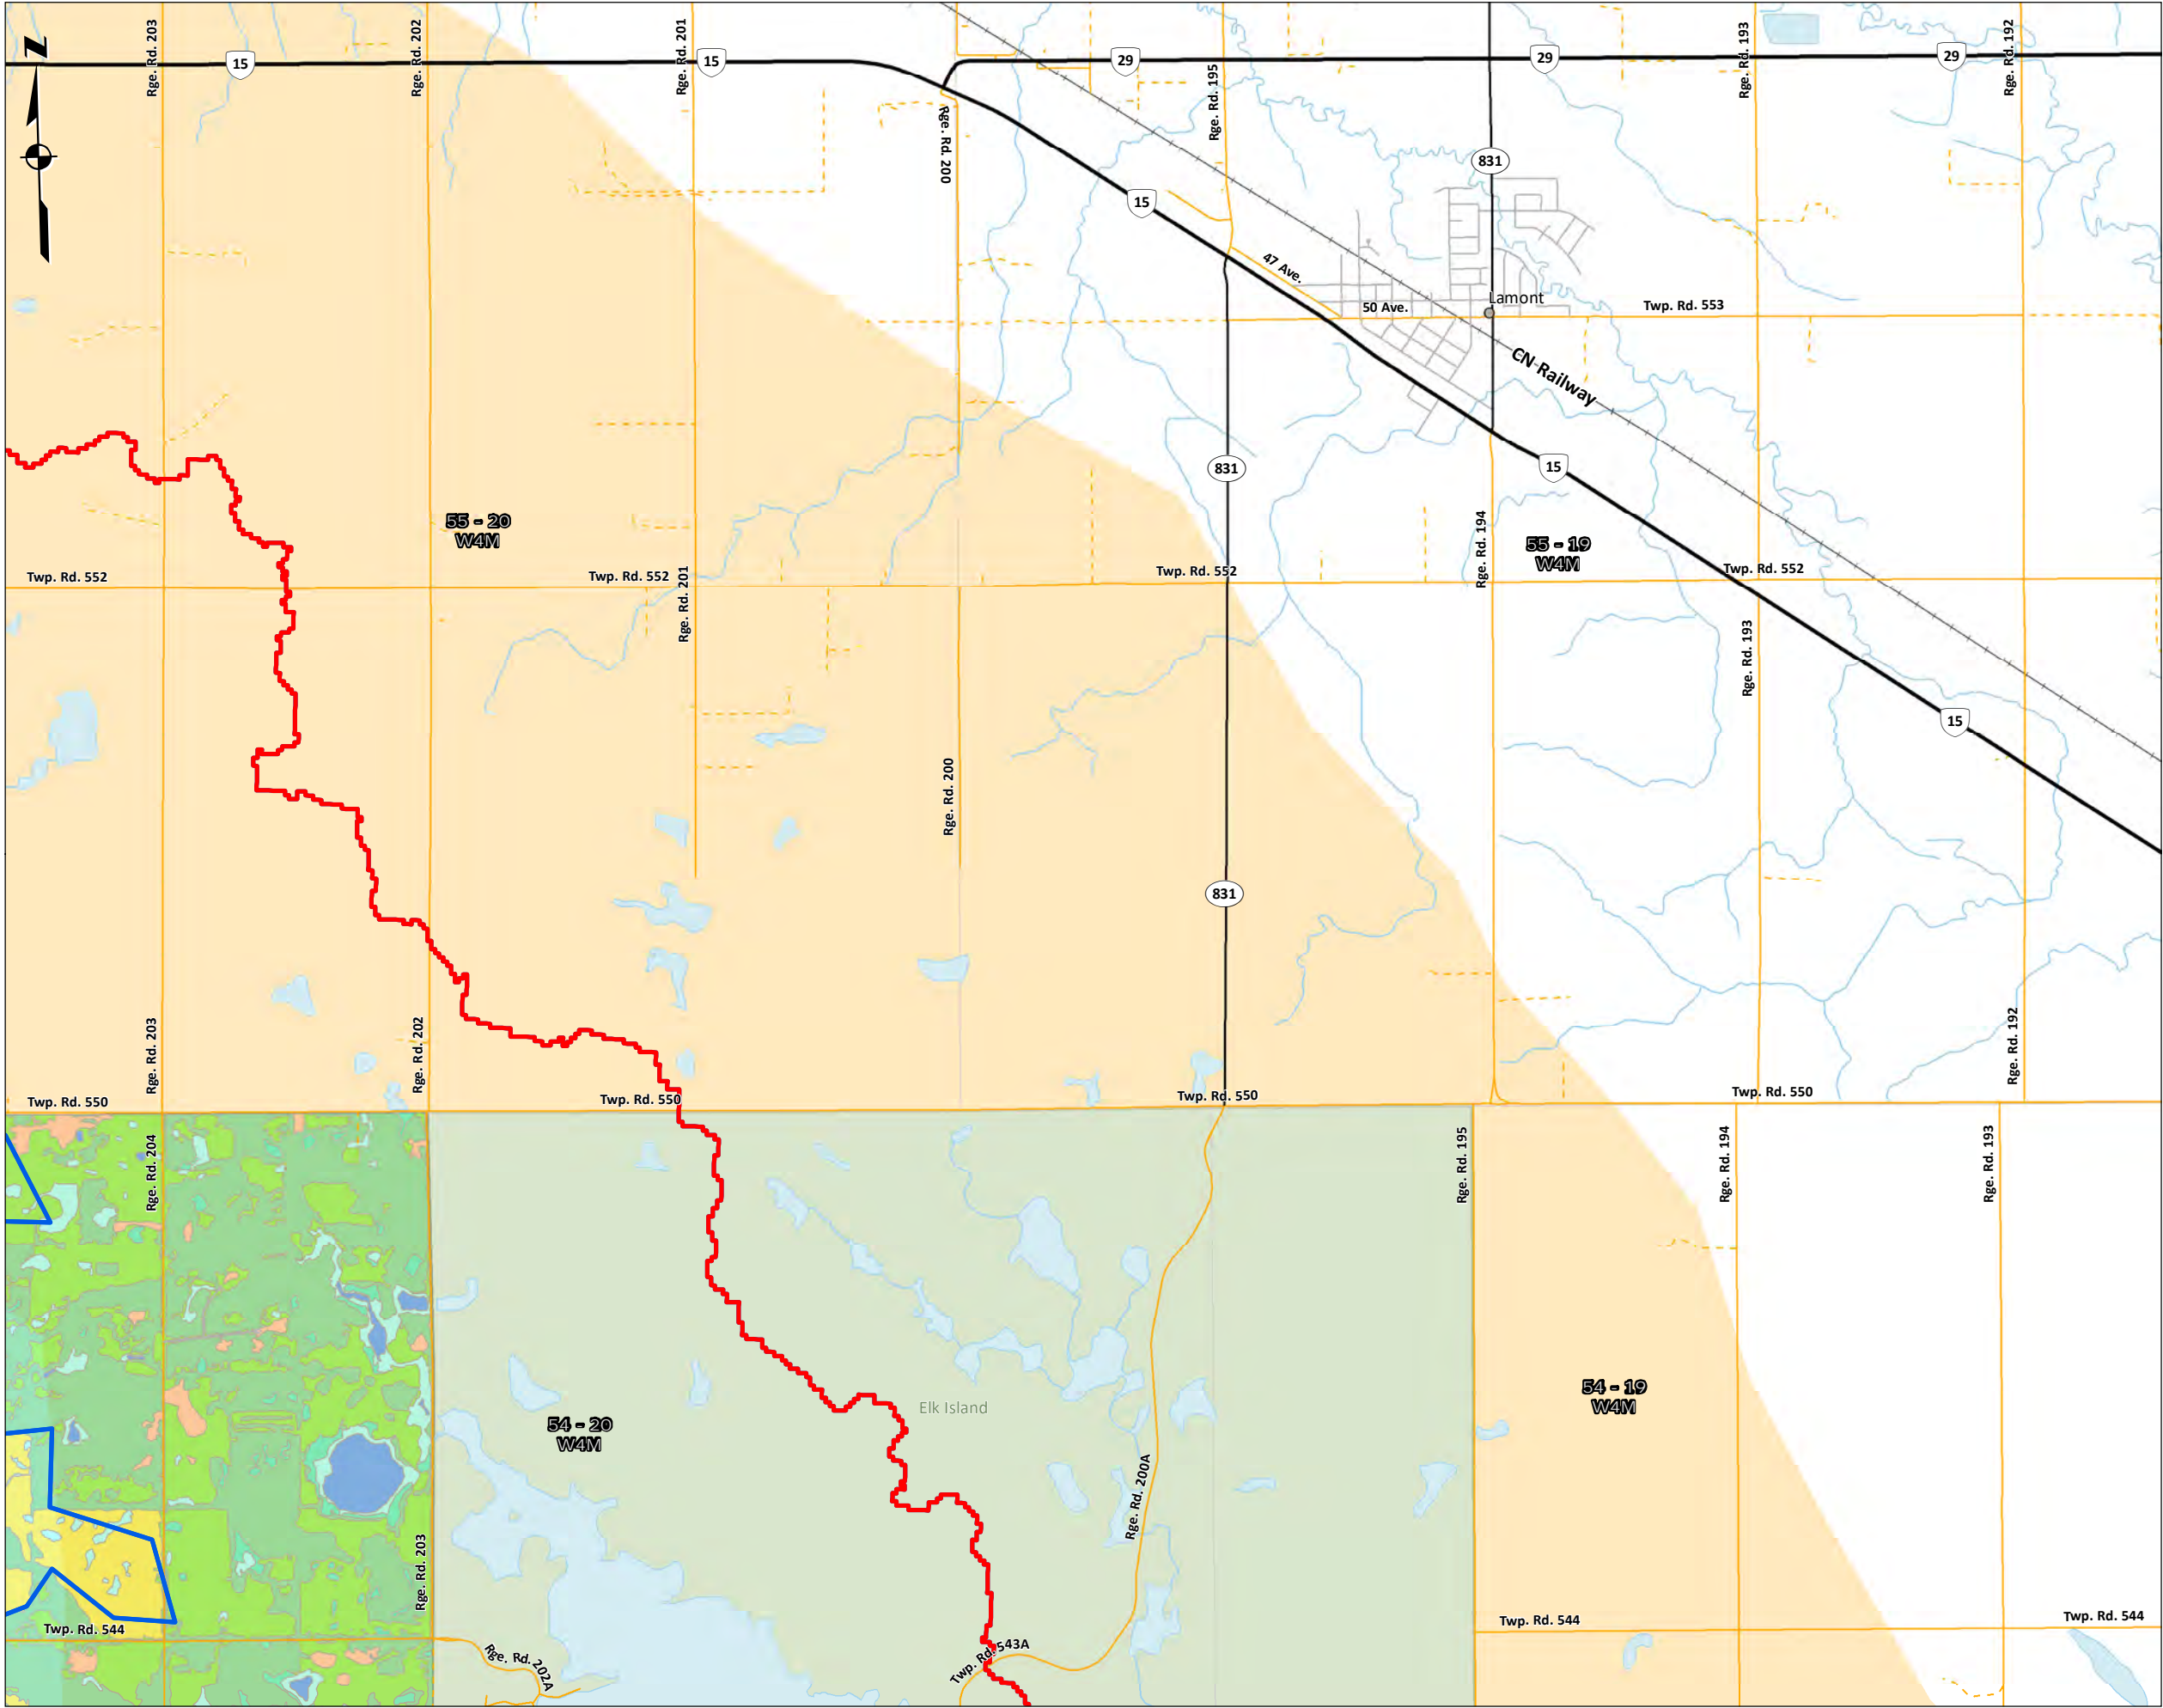 N
Rge. Rd. 203
Rge. Rd. 202
Rge. Rd. 201
Rge. Rd. 193
Rge. Rd. 192
15
15
29
29
29
Rge. Rd. 195
Rge. Rd. 200
831
15
47 Ave.
50 Ave.
Lamont
Twp. Rd. 553
CN Railway
831
15
55 - 20
W4M
Rge. Rd. 194
55 - 19
W4M
Twp. Rd. 552
Twp. Rd. 552
Twp. Rd. 552
Twp. Rd. 552
Rge. Rd. 201
Rge. Rd. 193
15
Rge. Rd. 200
831
Rge. Rd. 203
Rge. Rd. 202
Rge. Rd. 192
Twp. Rd. 550
Twp. Rd. 550
Twp. Rd. 550
Twp. Rd. 550
Rge. Rd. 204
Rge. Rd. 195
Rge. Rd. 194
Rge. Rd. 193
54 - 19
W4M
Elk Island
54 - 20
W4M
Rge. Rd. 200A
Rge. Rd. 203
Twp. Rd. 544
Twp. Rd. 544
Twp. Rd. 544
Rge. Rd. 202A
Twp. Rd. 543A